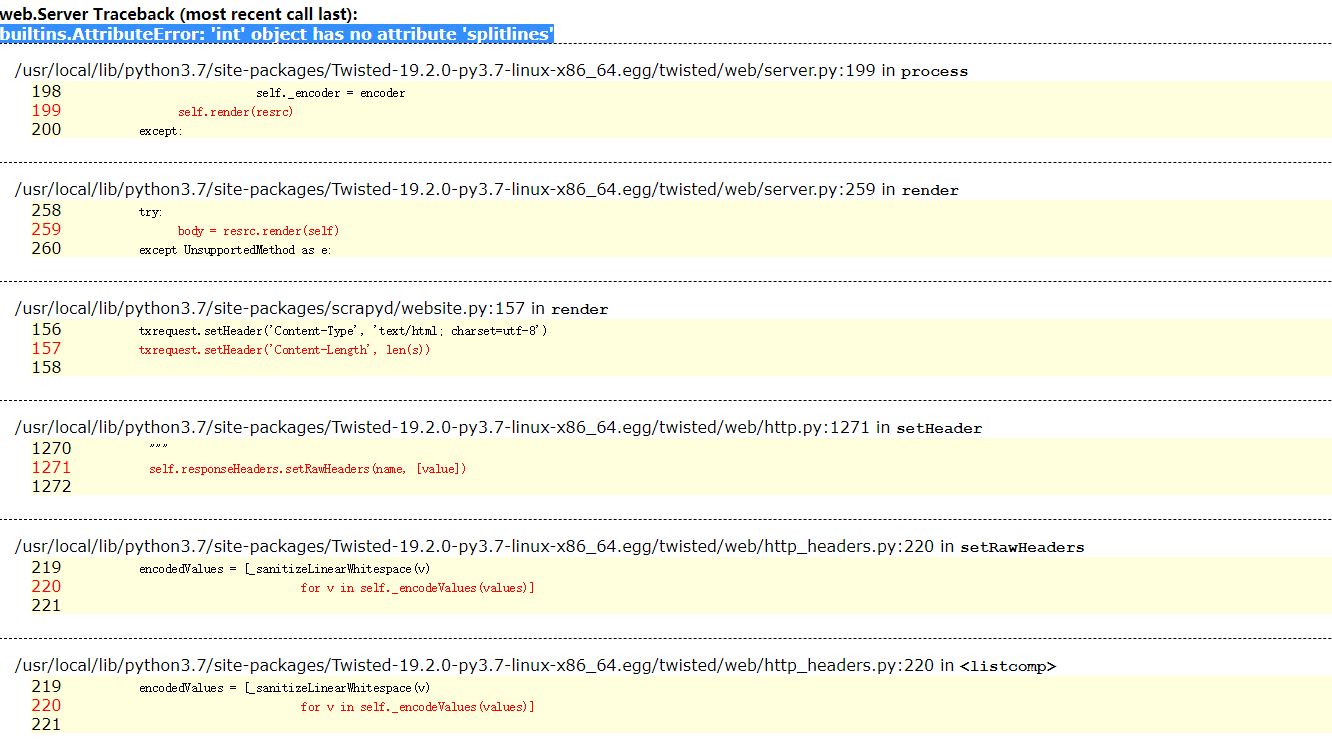 web.Server Traceback (most recent call last):
builtins.AttributeError: 'int' object has no attribute 'splitlines'
/usr/local/lib/python3.7/site-packages/Twisted-19.2.0-py3.7-linux-x86_64.egg/twisted/web/server.py:199 in process
198 self._encoder = encoder
199 self.render(resrc)
200 except:
/usr/local/lib/python3.7/site-packages/Twisted-19.2.0-py3.7-linux-x86_64.egg/twisted/web/server.py:259 in render
258 try:
259 body = resrc.render(self)
260 except UnsupportedMethod as e:
/usr/local/lib/python3.7/site-packages/scrapyd/website.py:157 in render
156 txrequest.setHeader('Content-Type', 'text/html; charset=utf-8')
157 txrequest.setHeader('Content-Length', len(s))
158
/usr/local/lib/python3.7/site-packages/Twisted-19.2.0-py3.7-linux-x86_64.egg/twisted/web/http.py:1271 in setHeader
1270 """
1271 self.responseHeaders.setRawHeaders(name, [value])
1272
/usr/local/lib/python3.7/site-packages/Twisted-19.2.0-py3.7-linux-x86_64.egg/twisted/web/http_headers.py:220 in setRawHeaders
219 encodedValues = [_sanitizeLinearWhitespace(v)
220 for v in self._encodeValues(values)]
221
/usr/local/lib/python3.7/site-packages/Twisted-19.2.0-py3.7-linux-x86_64.egg/twisted/web/http_headers.py:220 in <listcomp>
219 encodedValues = [_sanitizeLinearWhitespace(v)
220 for v in self._encodeValues(values)]
221